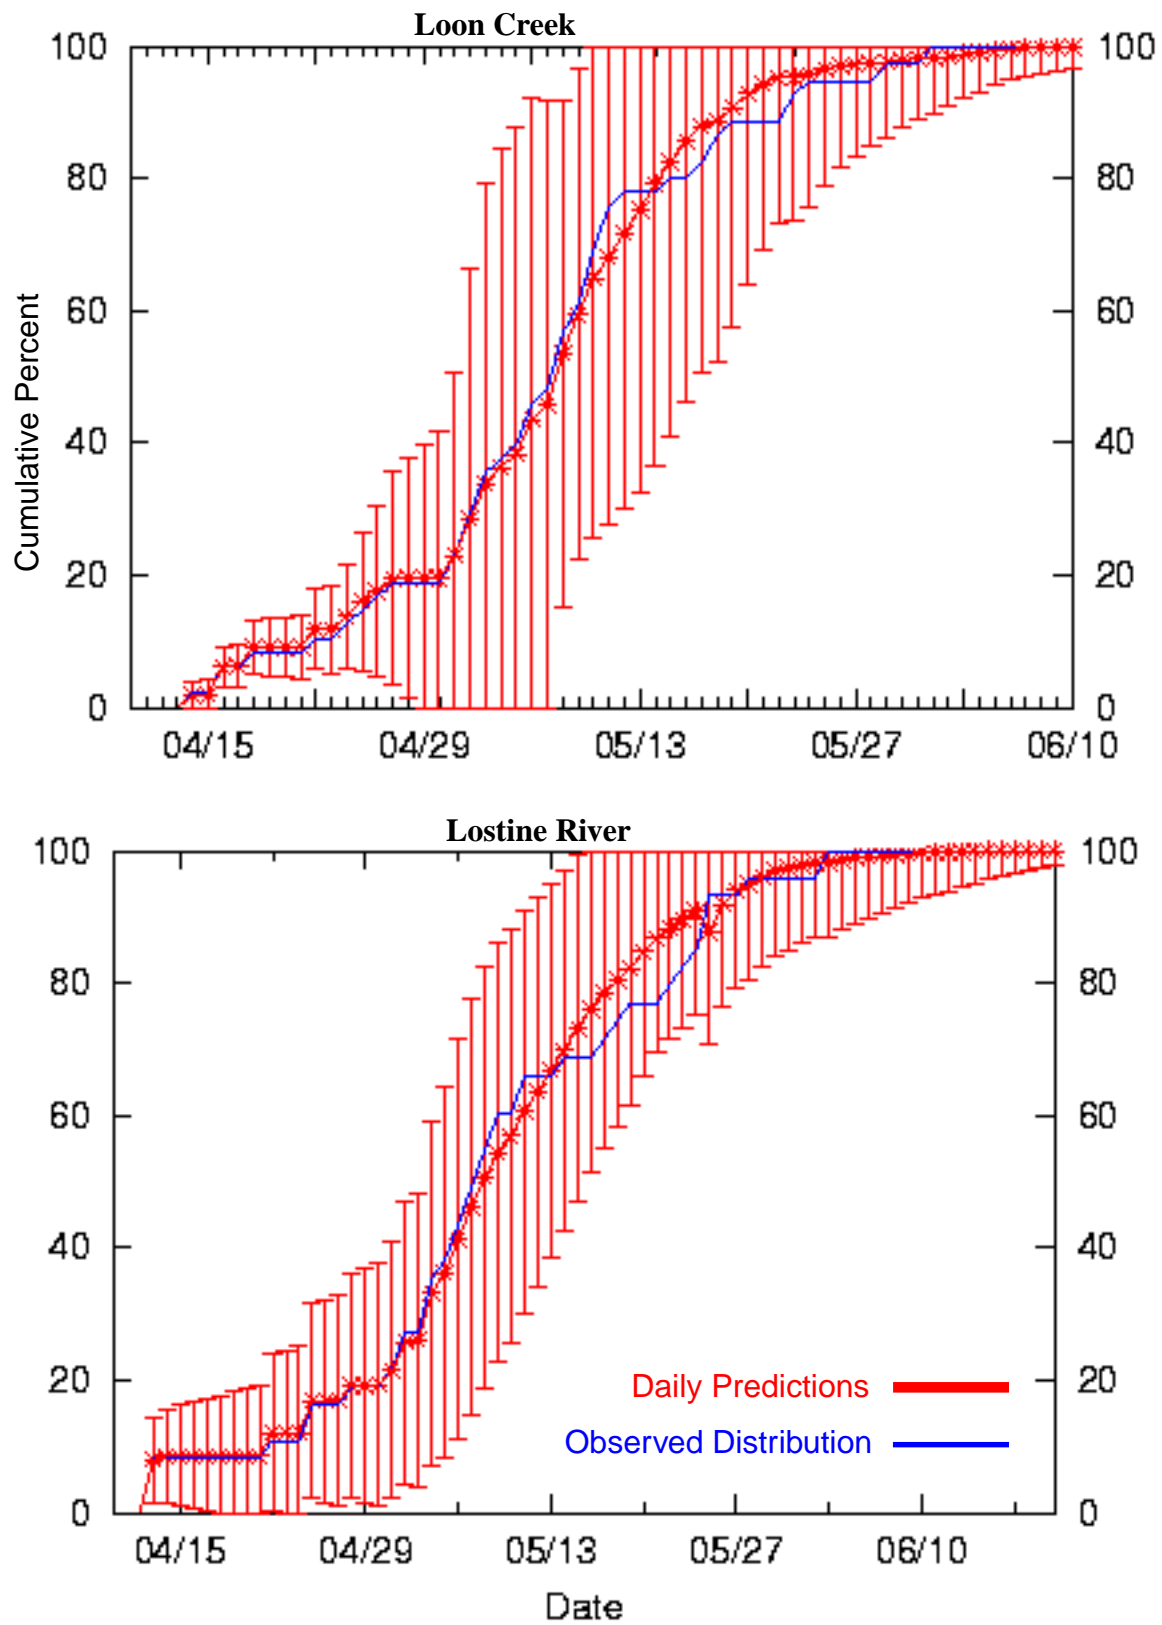 Loon Creek
100 100
80 80
60 60
40 40
20 20
0 0
Cumulative Percent
04/15 04/29 05/13 05/27 06/10
Lostine River
100 100
80 80
60 60
40 40
20 20
0 0
Daily Predictions
Observed Distribution
04/15 04/29 05/13 05/27 06/10
Date